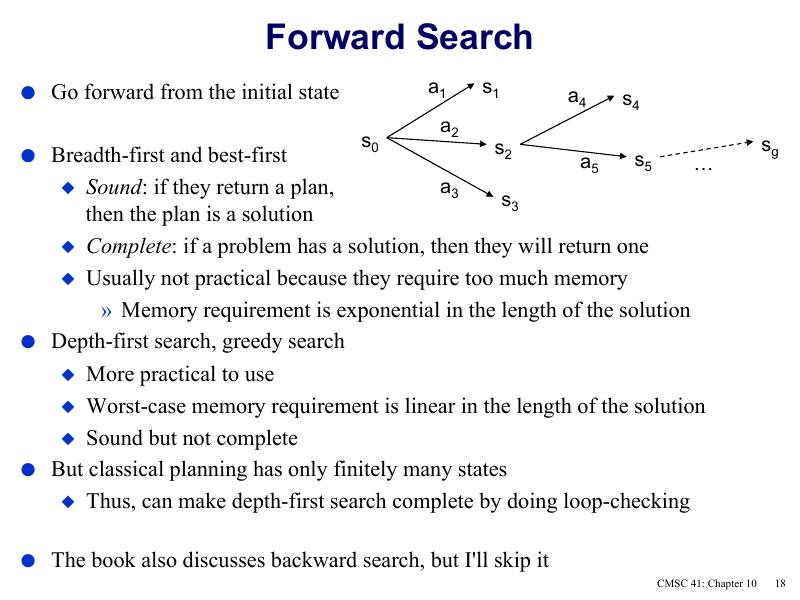 Forward Search
● Go forward from the initial state
a1 s1
a4 s4
s0 a2 s2
a5 s5 … sg
a3 s3
● Breadth-first and best-first
◆ Sound: if they return a plan,
then the plan is a solution
◆ Complete: if a problem has a solution, then they will return one
◆ Usually not practical because they require too much memory
» Memory requirement is exponential in the length of the solution
● Depth-first search, greedy search
◆ More practical to use
◆ Worst-case memory requirement is linear in the length of the solution
◆ Sound but not complete
● But classical planning has only finitely many states
◆ Thus, can make depth-first search complete by doing loop-checking
● The book also discusses backward search, but I'll skip it
CMSC 41: Chapter 10 18